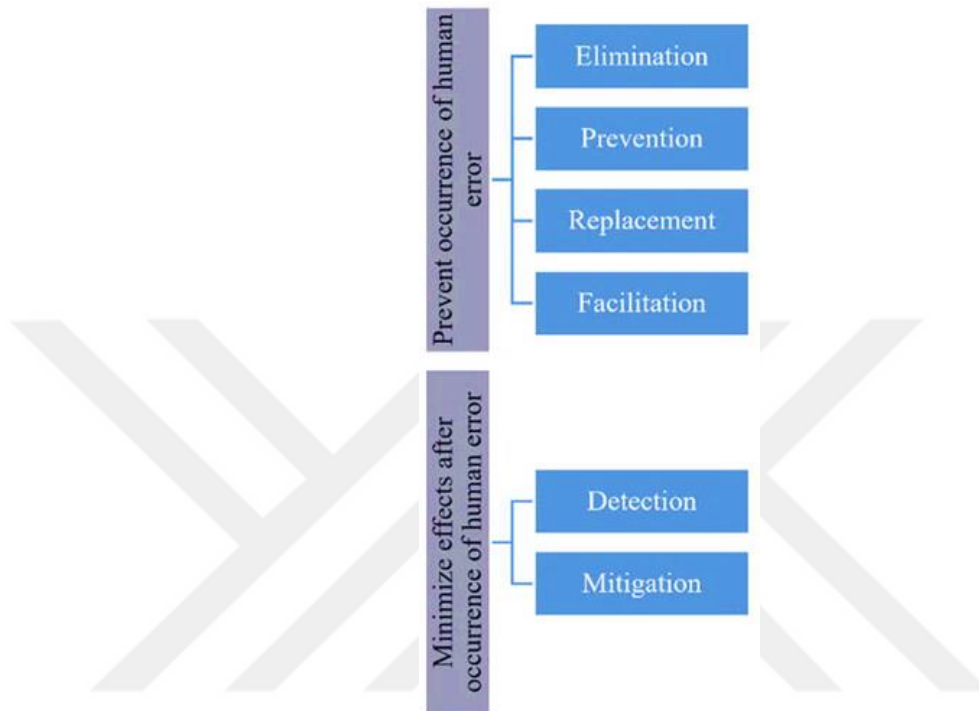 Prevent occurrence of human
error
Elimination
Prevention
Replacement
Facilitation
Minimize effects after
occurrence of human error
Detection
Mitigation